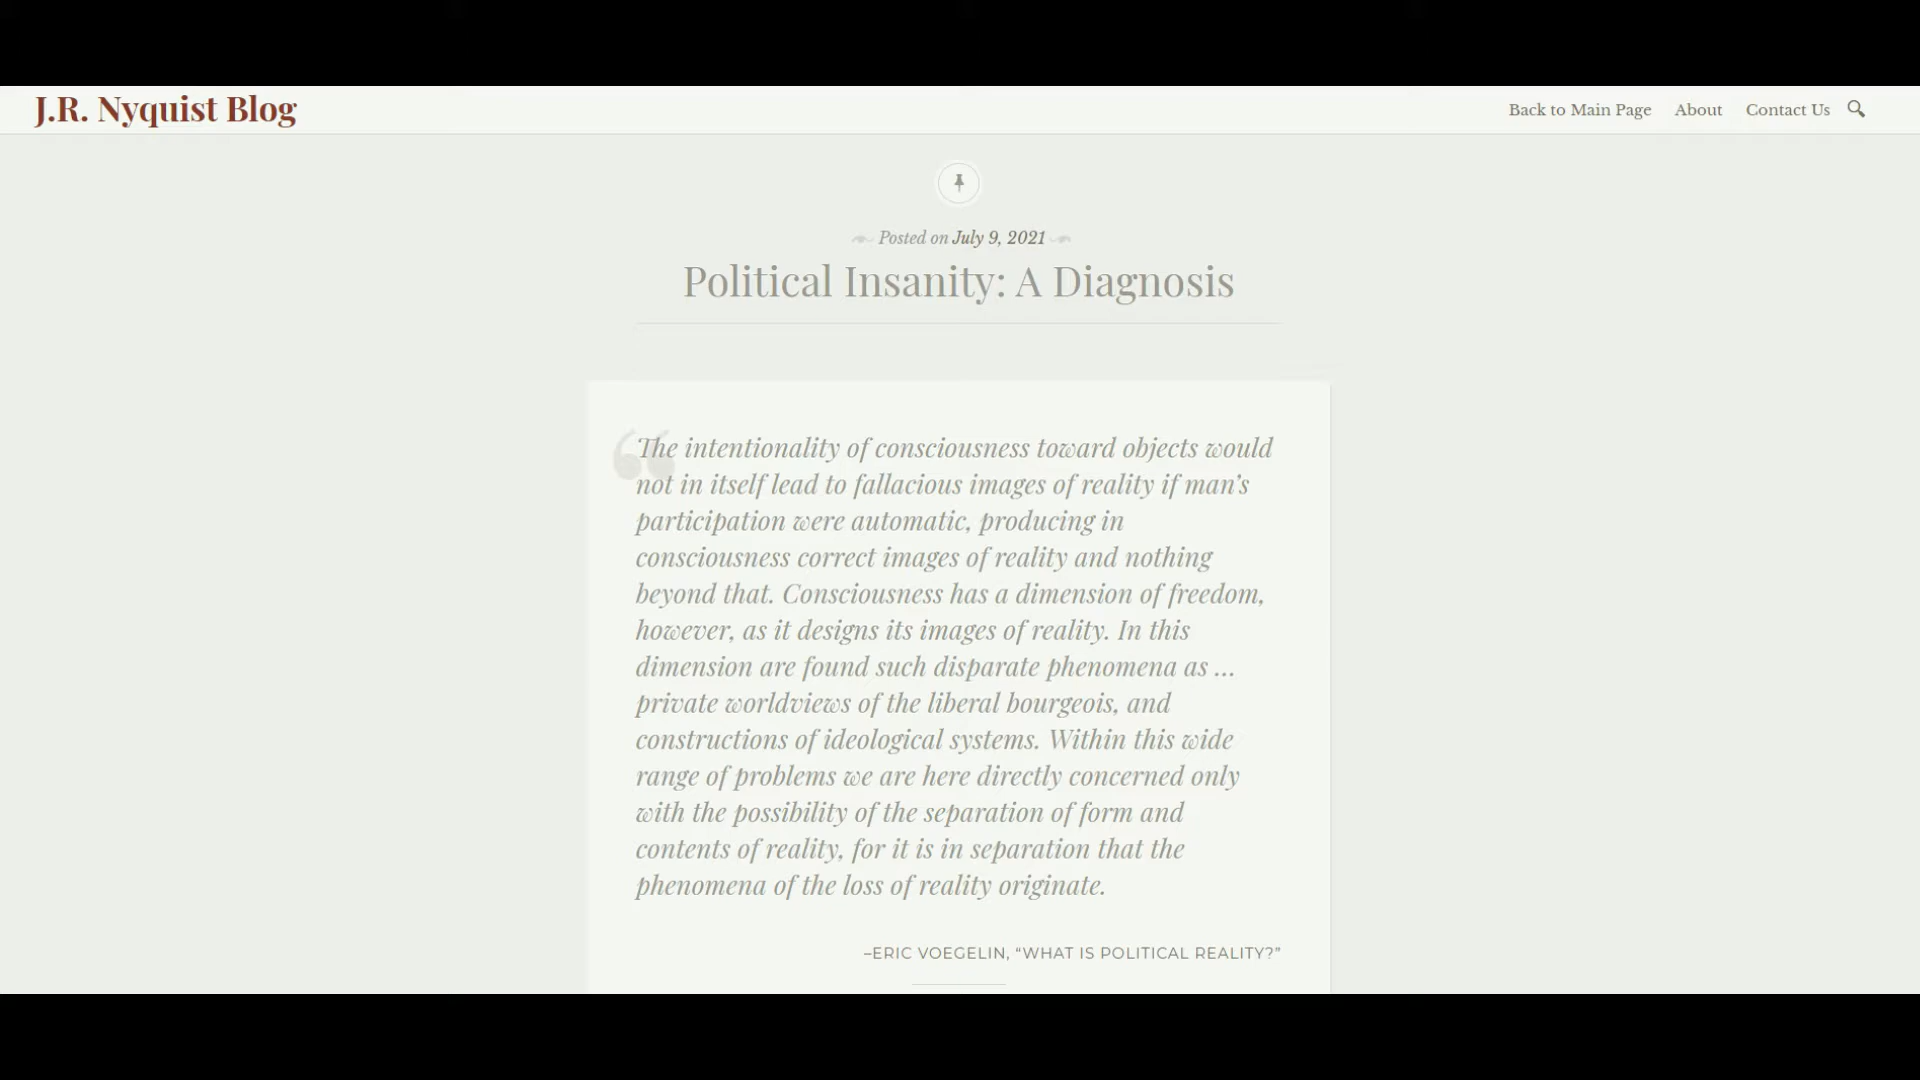 J.R. Nyquist Blog
Back to Main Page About Contact Us
Posted on July 9, 2021
Political Insanity: A Diagnosis
“
The intentionality of consciousness toward objects would
not in itself lead to fallacious images of reality if man’s
participation were automatic, producing in
consciousness correct images of reality and nothing
beyond that. Consciousness has a dimension of freedom,
however, as it designs its images of reality. In this
dimension are found such disparate phenomena as …
private worldviews of the liberal bourgeois, and
constructions of ideological systems. Within this wide
range of problems we are here directly concerned only
with the possibility of the separation of form and
contents of reality, for it is in separation that the
phenomena of the loss of reality originate.
–ERIC VOEGELIN, “WHAT IS POLITICAL REALITY?”